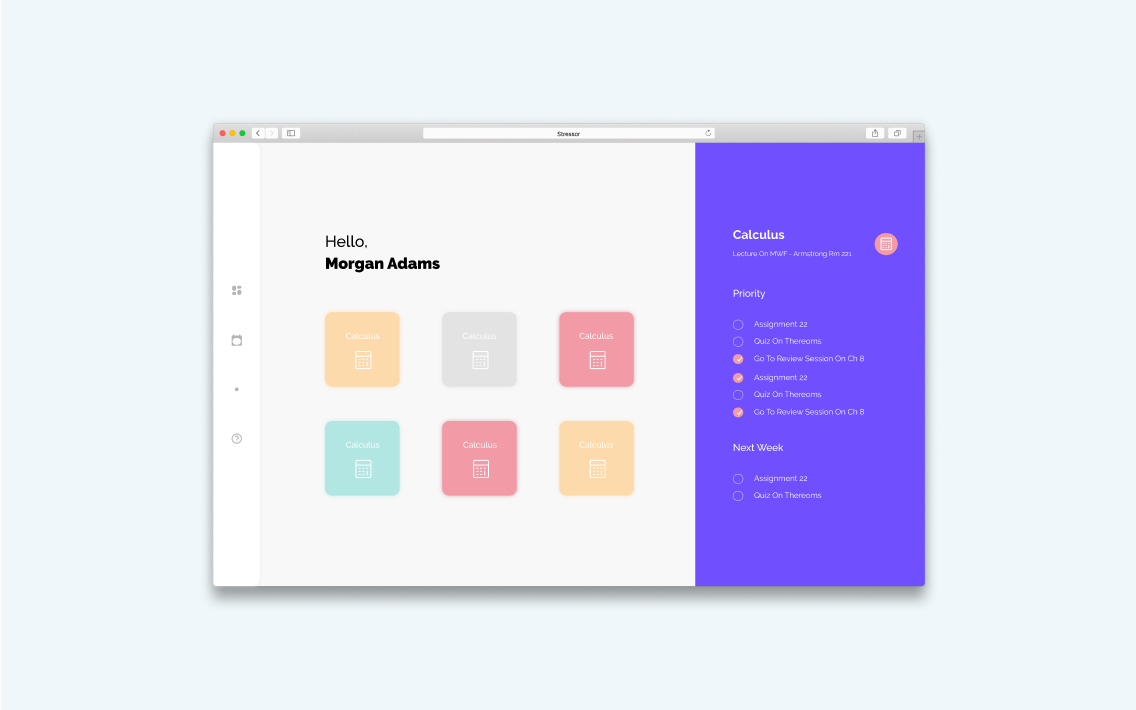 Stressor
Hello,
Morgan Adams
Calculus
Calculus
Calculus
Calculus
Calculus
Calculus
Calculus
Lecture On MWF - Armstrong Rm 221
Priority
Assignment 22
Quiz On Thereoms
Go To Review Session On Ch 8
Assignment 22
Quiz On Thereoms
Go To Review Session On Ch 8
Next Week
Assignment 22
Quiz On Thereoms